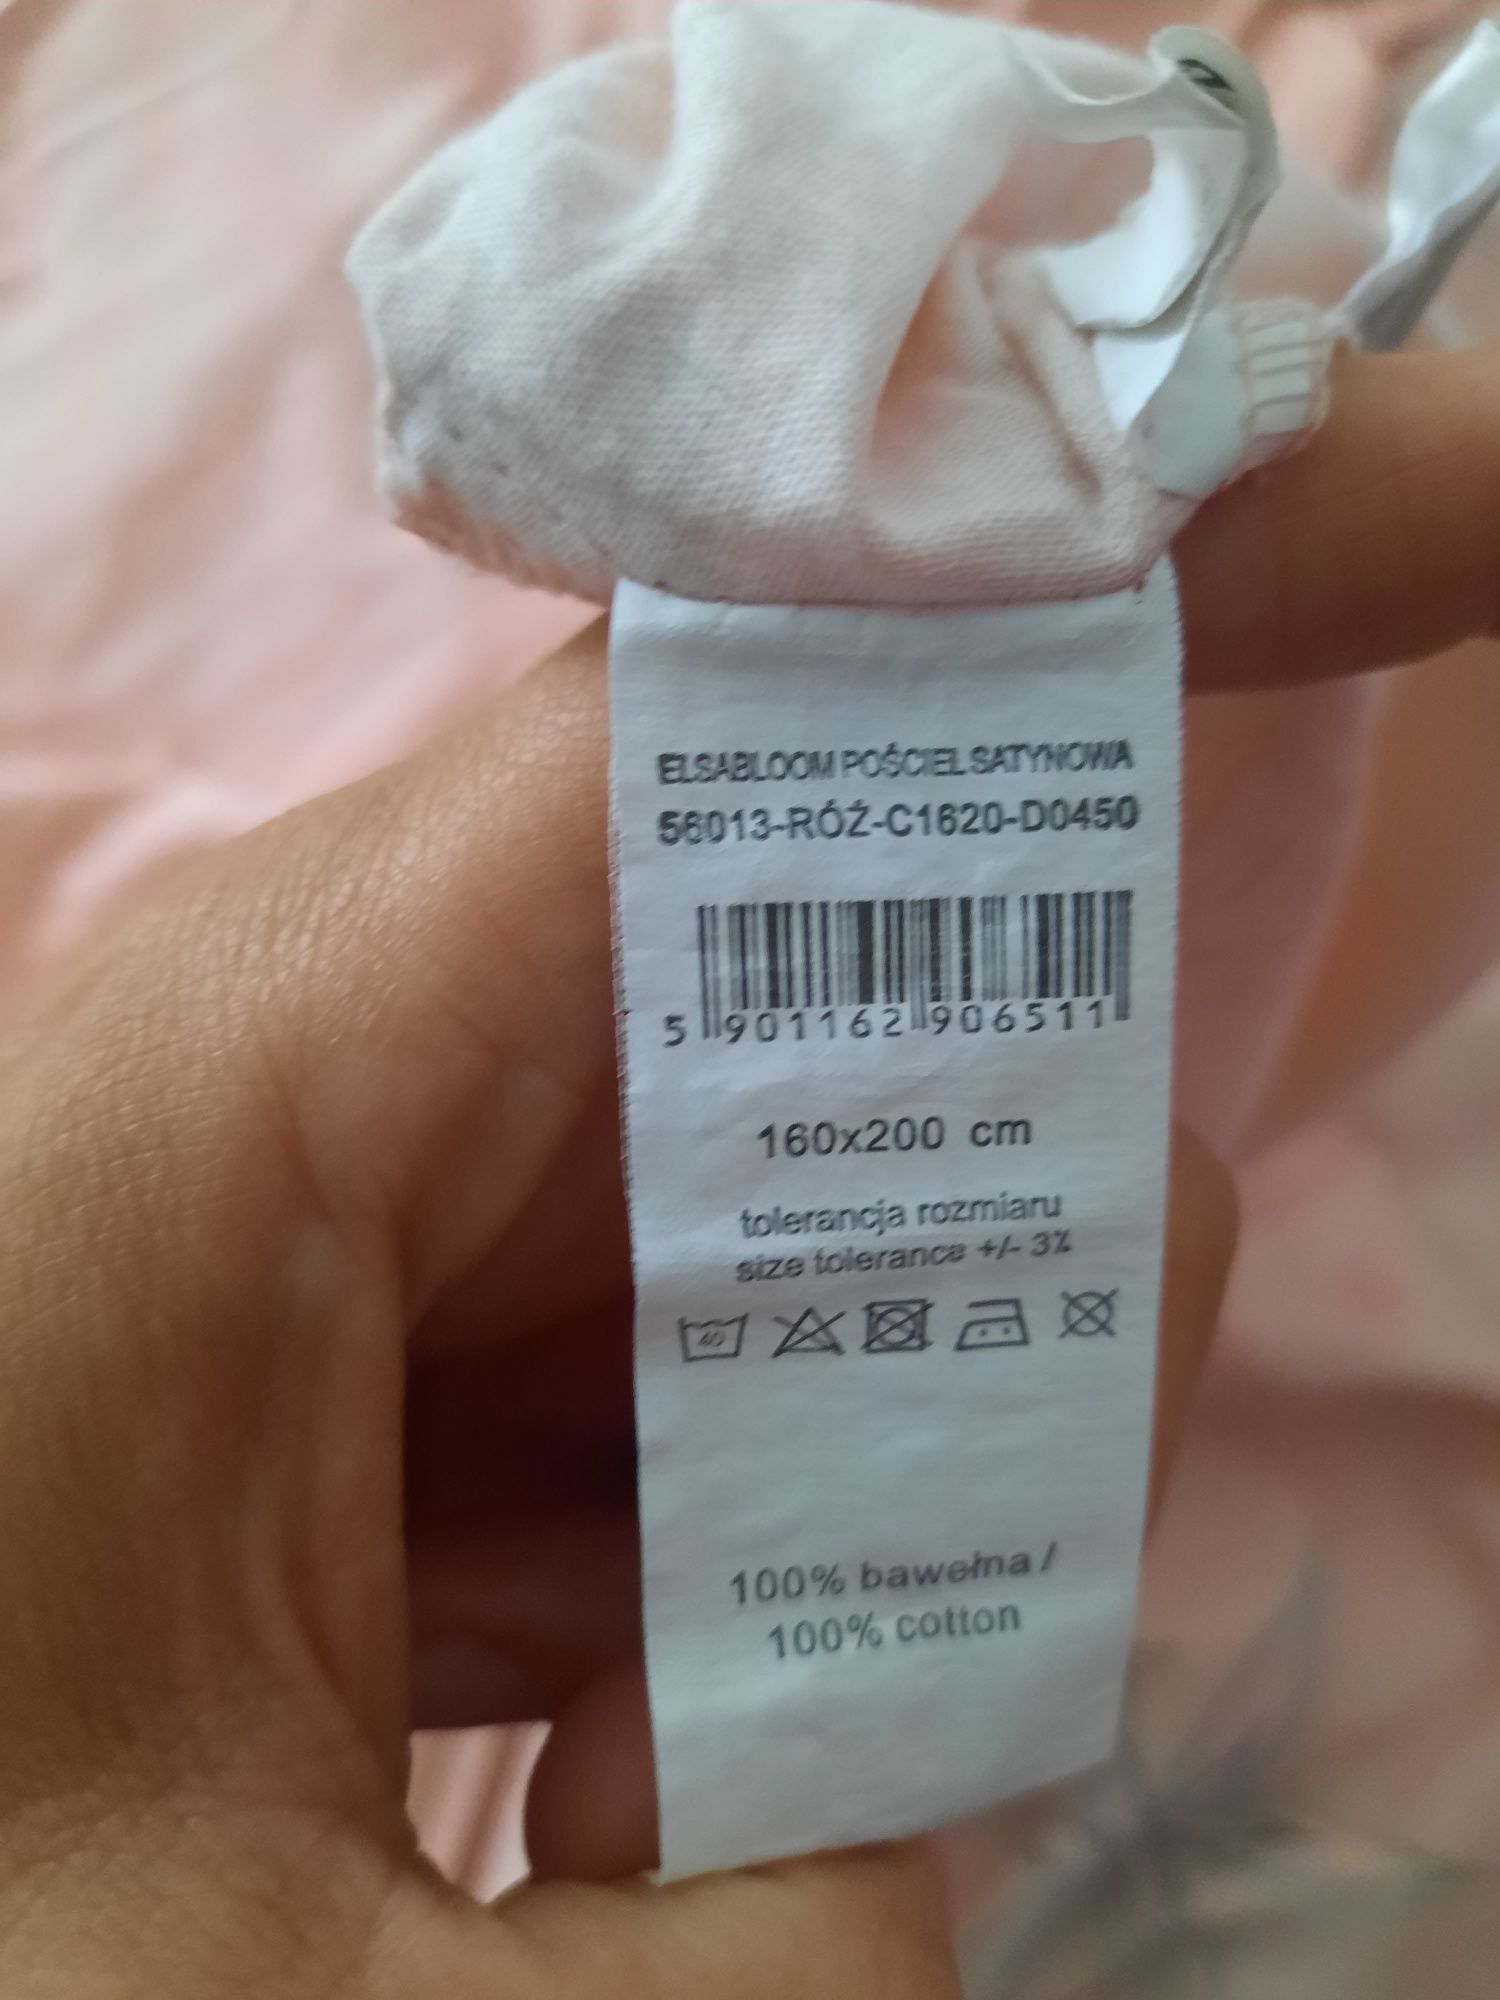 ELSABLOOM POŚCIEL SATYNOWA
56013-RÓŻ-C1620-D0450
5 901162 906511
160x200 cm
tolerancja rozmiaru
size tolerance +/- 3%
40
100% bawełna /
100% cotton